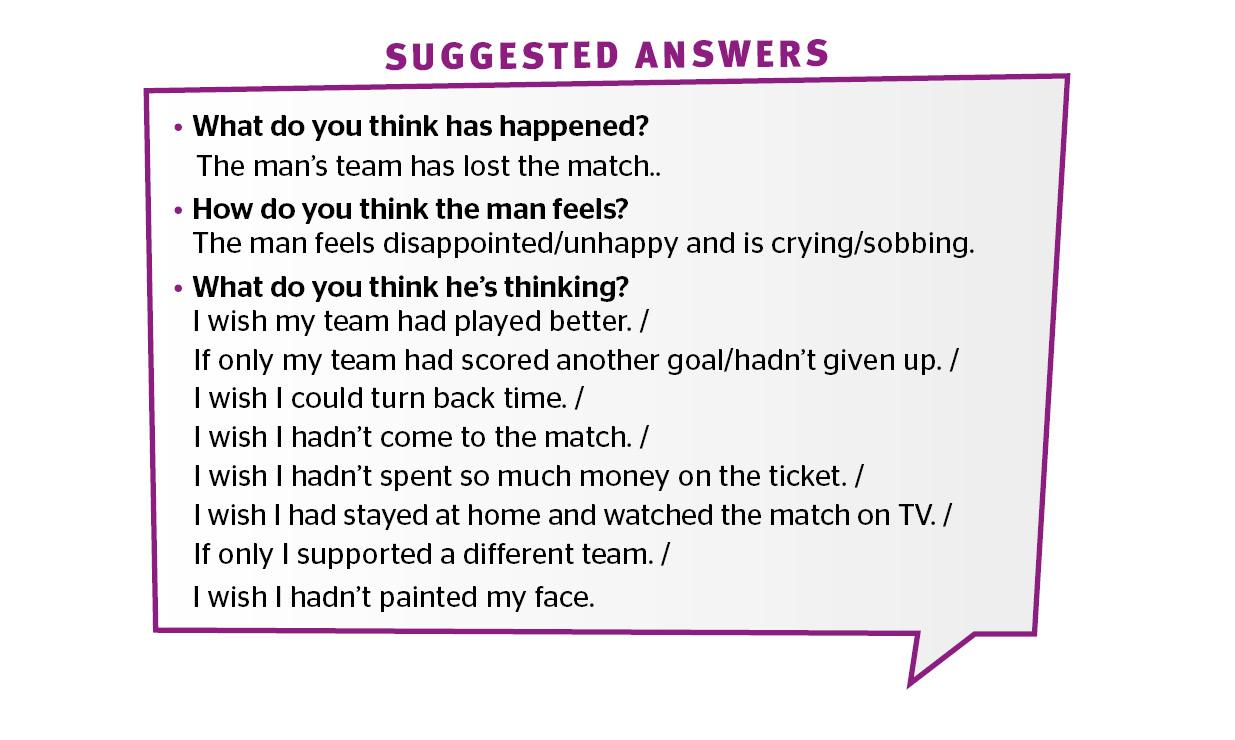 SUGGESTED ANSWERS
• What do you think has happened?
The man’s team has lost the match..
• How do you think the man feels?
The man feels disappointed/unhappy and is crying/sobbing.
• What do you think he’s thinking?
I wish my team had played better. /
If only my team had scored another goal/hadn’t given up. /
I wish I could turn back time. /
I wish I hadn’t come to the match. /
I wish I hadn’t spent so much money on the ticket. /
I wish I had stayed at home and watched the match on TV. /
If only I supported a different team. /
I wish I hadn’t painted my face.